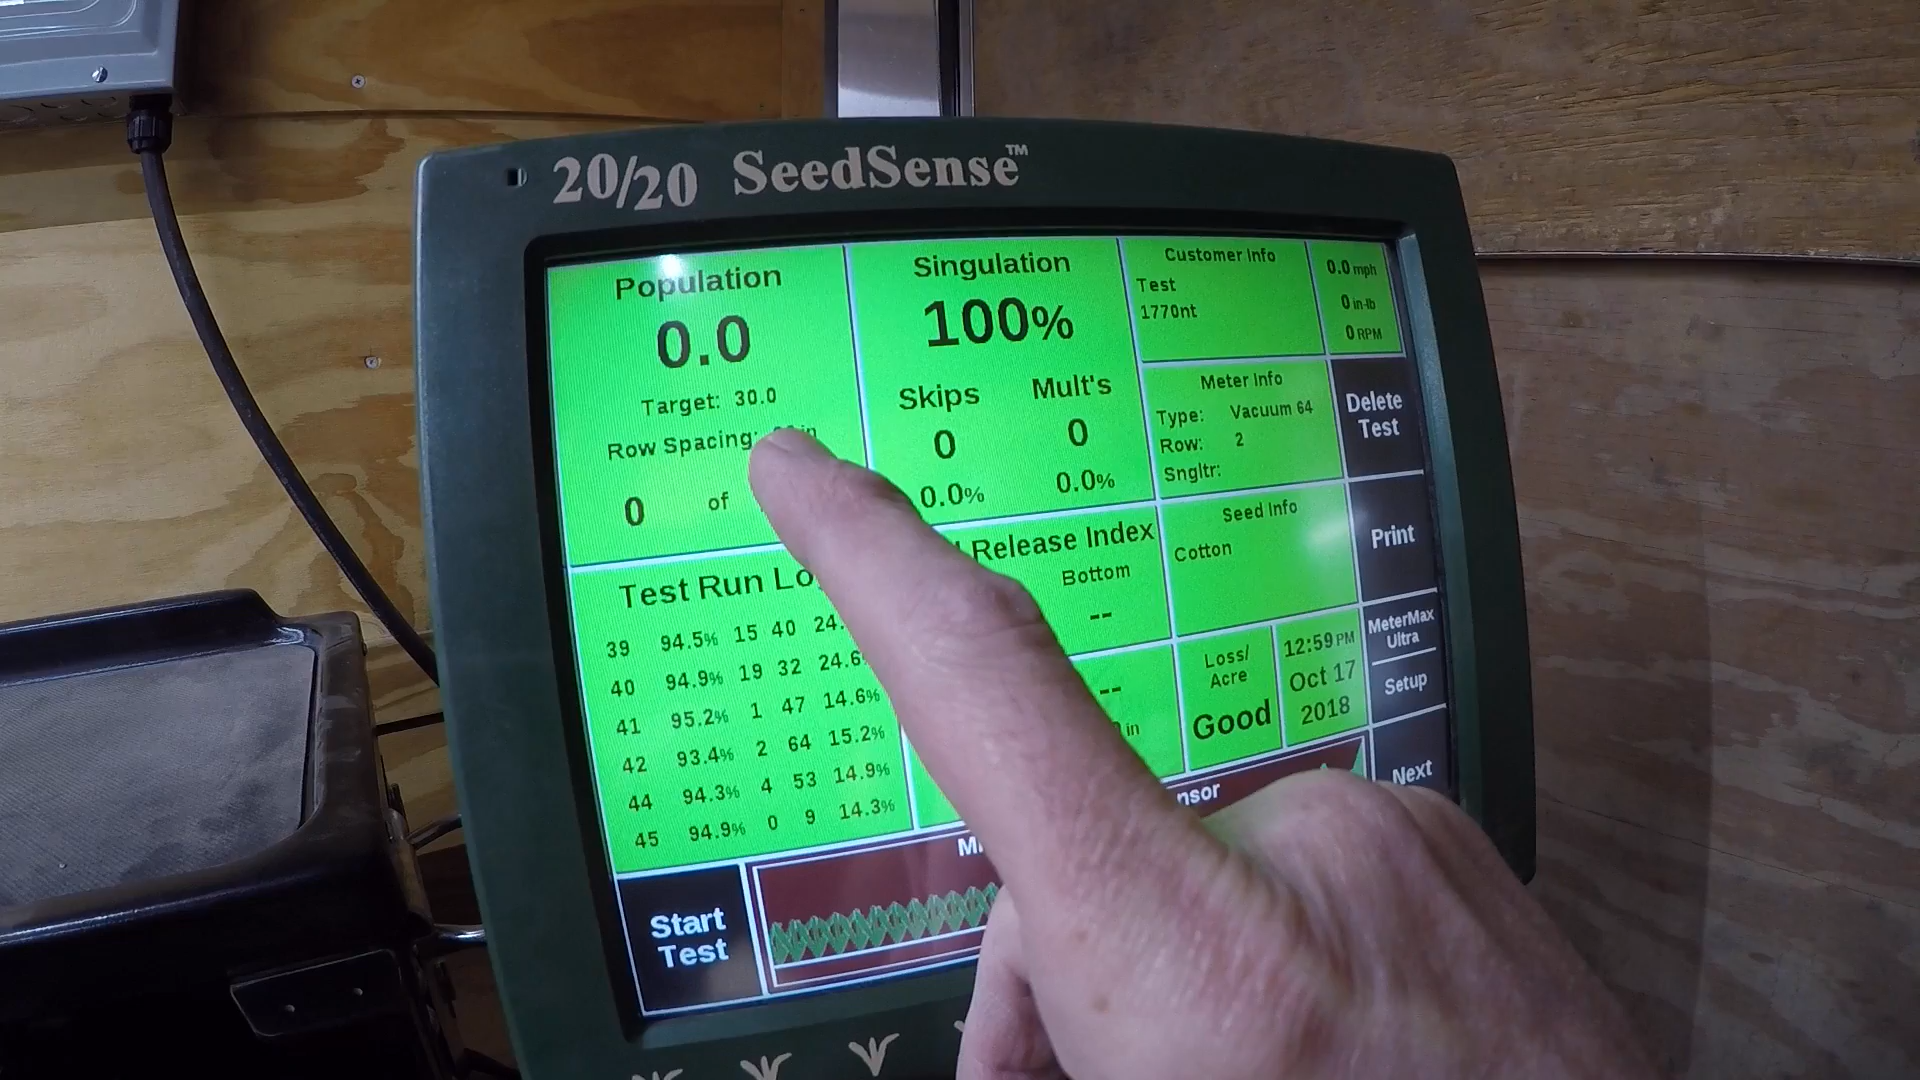 20/20 SeedSense™
Population
0.0
Target: 30.0
Row Spacing: in
0 of
Singulation
100%
Skips Mult's
0 0
0.0% 0.0%
Customer Info
Test
1770nt
0.0 mph
0 in-lb
0 RPM
Meter Info
Type: Vacuum 64
Row: 2
Sngltr:
Delete
Test
Release Index
Bottom
--
--
in
Seed Info
Cotton
Print
Test Run
39 94.5% 15 40
40 94.9% 19 32 24.6
41 95.2% 1 47 14.6%
42 93.4% 2 64 15.2%
44 94.3% 4 53 14.9%
45 94.9% 0 9 14.3%
Loss/
Acre
Good
12:59 PM
Oct 17
2018
MeterMax
Ultra
Setup
Next
Start
Test